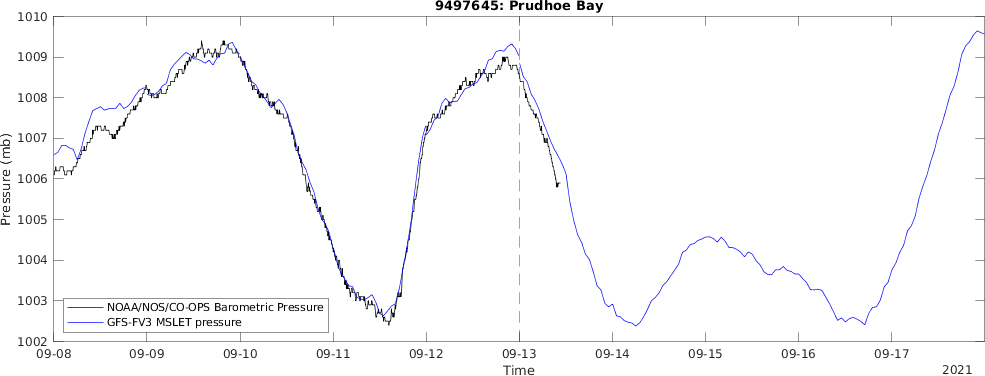 9497645: Prudhoe Bay
1010
1009
1008
1007
1006
1005
1004
1003
1002
Pressure (mb)
NOAA/NOS/CO-OPS Barometric Pressure
GFS-FV3 MSLET pressure
09-08 09-09 09-10 09-11 09-12 09-13 09-14 09-15 09-16 09-17
Time
2021